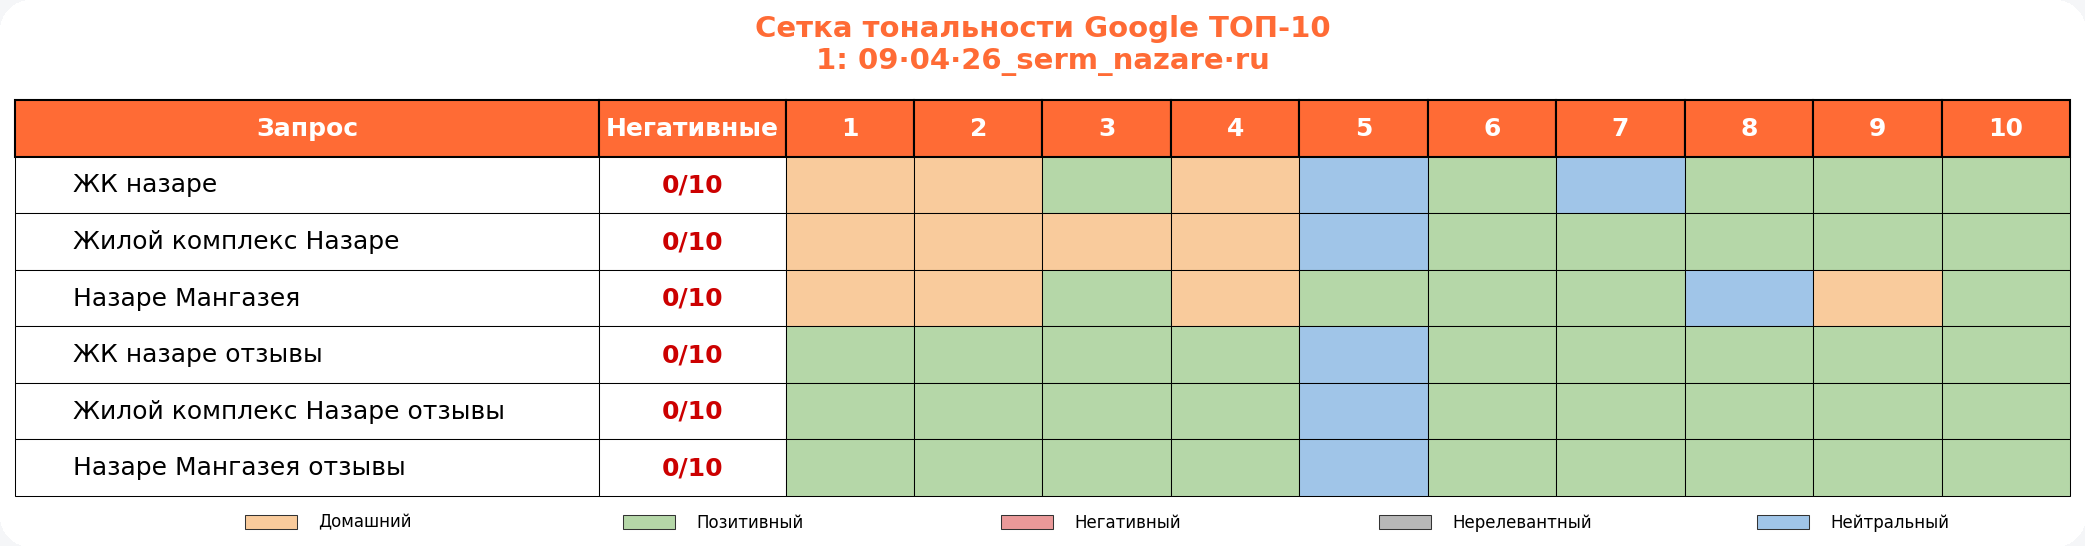 Сетка тональности Google ТОП-10
1: 09·04·26_serm_nazare·ru
Запрос Негативные 1 2 3 4 5 6 7 8 9 10
ЖК назаре 0/10
Жилой комплекс Назаре 0/10
Назаре Мангазея 0/10
ЖК назаре отзывы 0/10
Жилой комплекс Назаре отзывы 0/10
Назаре Мангазея отзывы 0/10
Домашний Позитивный Негативный Нерелевантный Нейтральный